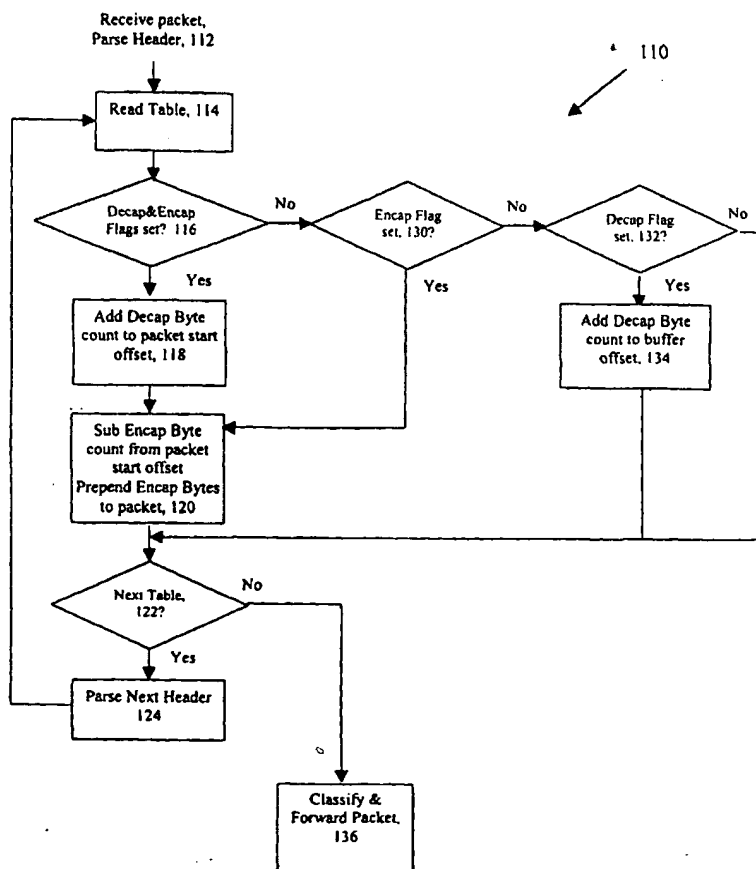 Receive packet,
Parse Header, 112
110
Read Table, 114
Decap&Encap
Flags set? 116
No
Encap Flag
set, 130?
No
Decap Flag
set, 132?
No
Yes
Yes
Yes
Add Decap Byte
count to packet start
offset, 118
Add Decap Byte
count to buffer
offset, 134
Sub Encap Byte
count from packet
start offset
Prepend Encap Bytes
to packet, 120
Next Table,
122?
No
Yes
Parse Next Header
124
Classify &
Forward Packet,
136